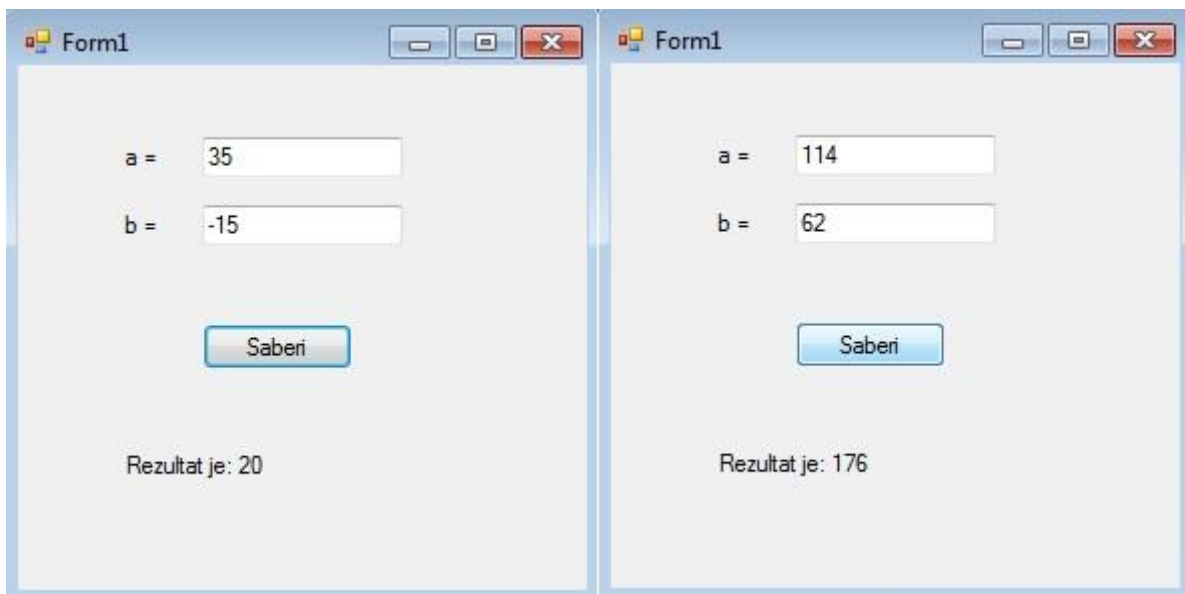 Form1
a = 35
b = -15
Saberi
Rezultat je: 20
Form1
a = 114
b = 62
Saberi
Rezultat je: 176